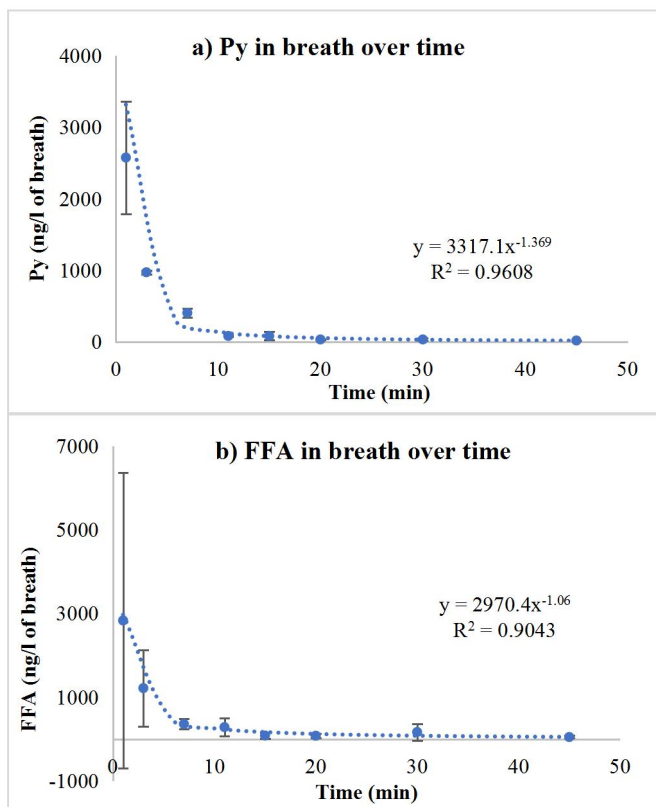 a) Py in breath over time
4000
3000
2000
1000
0
Py (ng/l of breath)
y = 3317.1x^-1.369
R² = 0.9608
0 10 20 30 40 50
Time (min)
b) FFA in breath over time
7000
5000
3000
1000
-1000
FFA (ng/l of breath)
y = 2970.4x^-1.06
R² = 0.9043
0 10 20 30 40 50
Time (min)